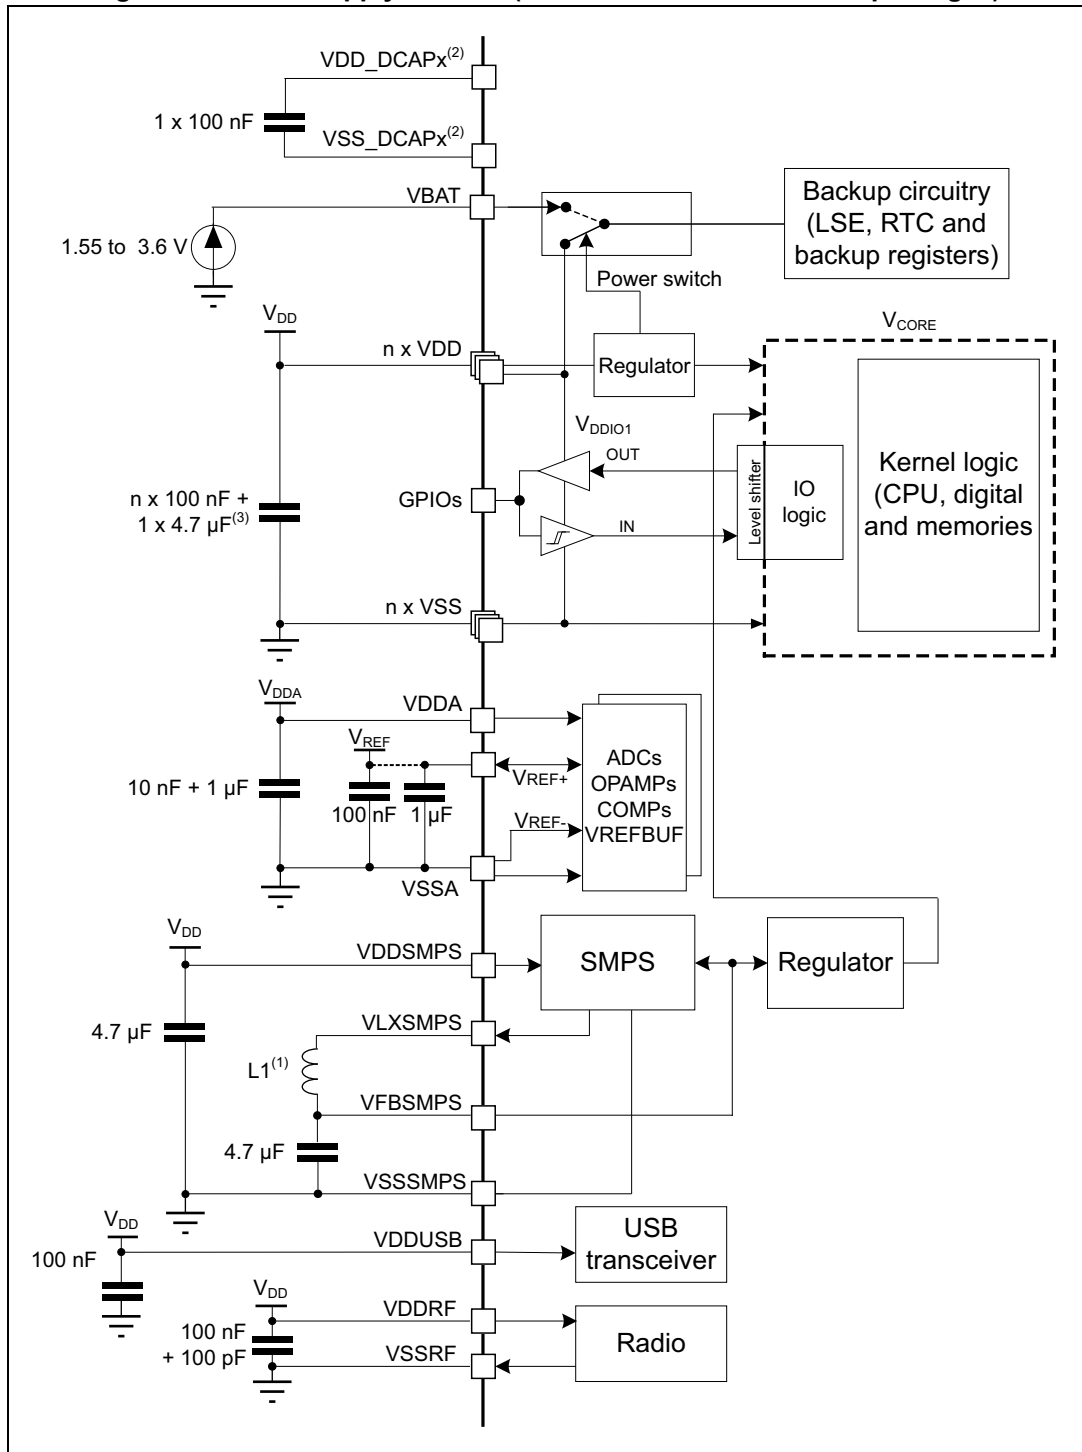 VDD_DCAPx(2)
1 x 100 nF
VSS_DCAPx(2)
VBAT
1.55 to 3.6 V
Backup circuitry
(LSE, RTC and
backup registers)
Power switch
VDD
VCORE
n x VDD
Regulator
VDDIO1
OUT
GPIOs
n x 100 nF +
1 x 4.7 µF(3)
IN
Level shifter
IO
logic
Kernel logic
(CPU, digital
and memories
n x VSS
VDDA
VDDA
VREF
VREF+
10 nF + 1 µF
100 nF
1 µF
VREF-
ADCs
OPAMPs
COMPs
VREFBUF
VSSA
VDD
VDDSMPS
SMPS
Regulator
4.7 µF
VLXSMPS
L1(1)
VFBSMPS
4.7 µF
VSSSMPS
VDD
100 nF
VDDUSB
USB
transceiver
VDD
VDDRF
100 nF
+ 100 pF
VSSRF
Radio